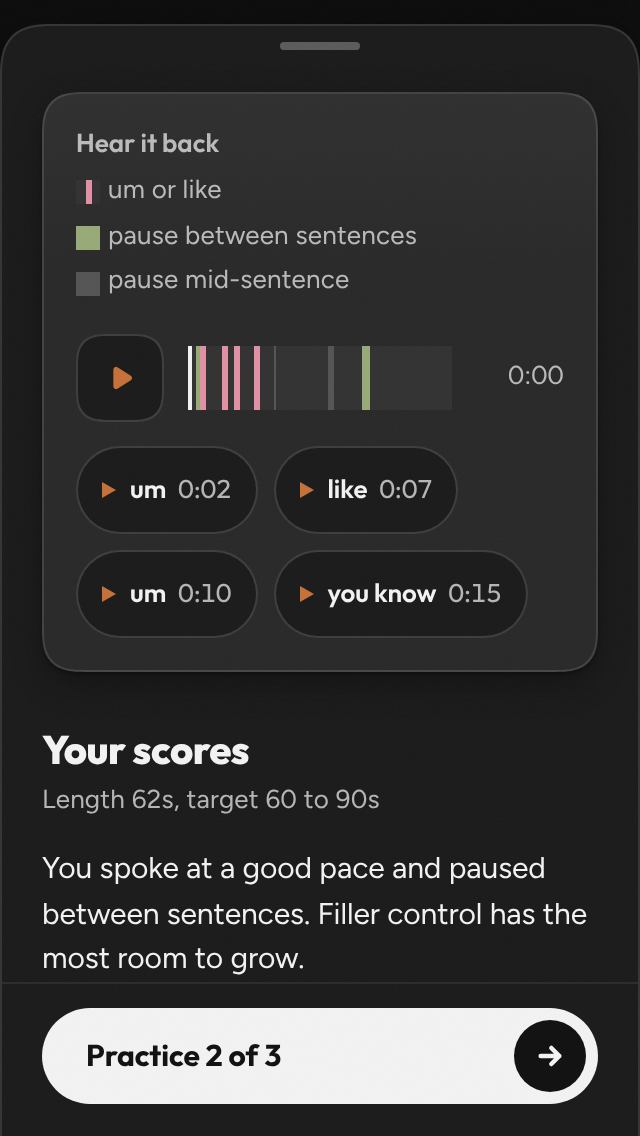 Hear it back
um or like
pause between sentences
pause mid-sentence
0:00
um 0:02 like 0:07
um 0:10 you know 0:15
Your scores
Length 62s, target 60 to 90s
You spoke at a good pace and paused
between sentences. Filler control has the
most room to grow.
Practice 2 of 3